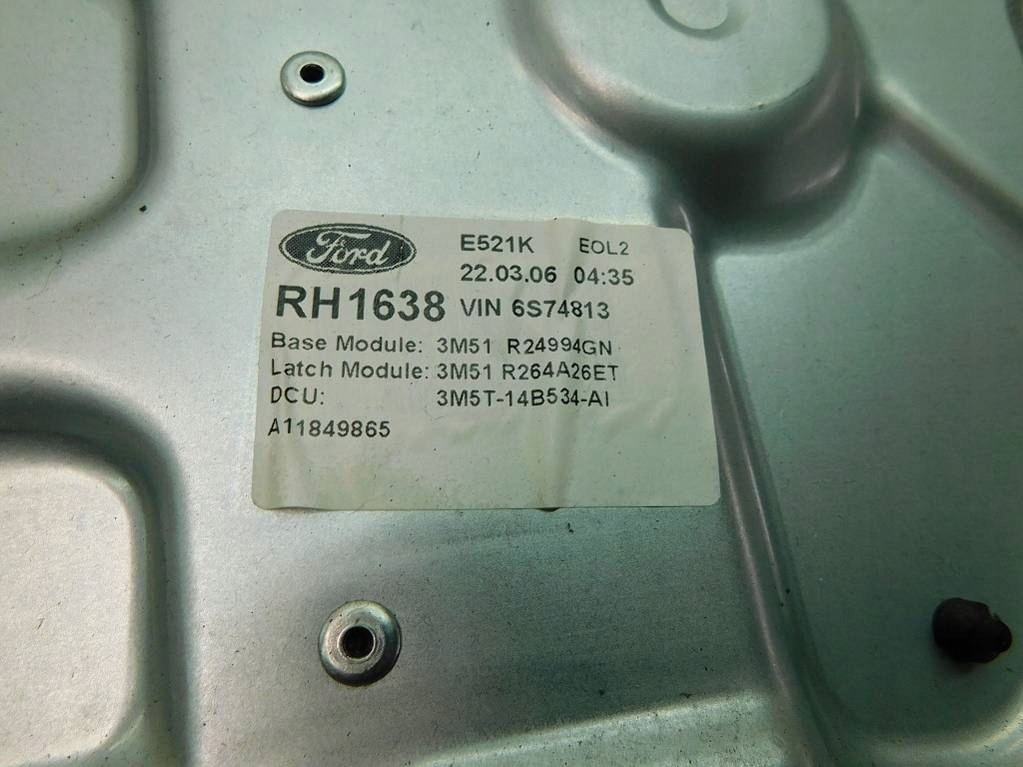 Ford E521K EOL2
22.03.06 04:35
RH1638 VIN 6S74813
Base Module: 3M51 R24994GN
Latch Module: 3M51 R264A26ET
DCU: 3M5T-14B534-AI
A11849865